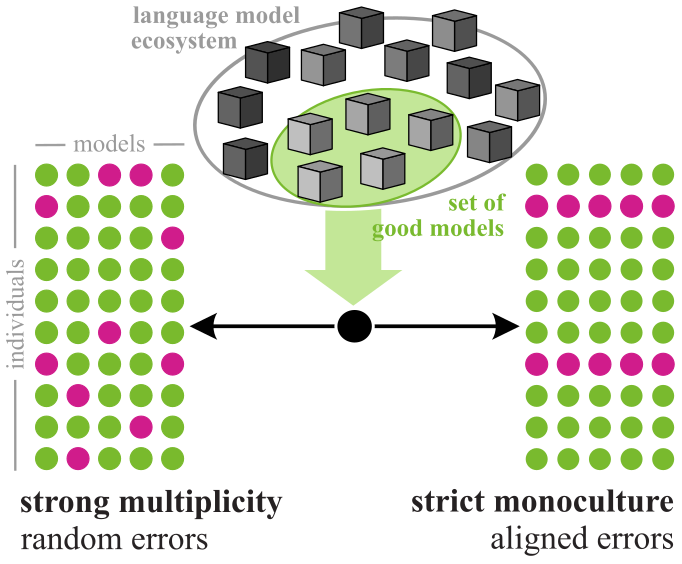 language model
ecosystem
models
individuals
set of
good models
strong multiplicity
random errors
strict monoculture
aligned errors